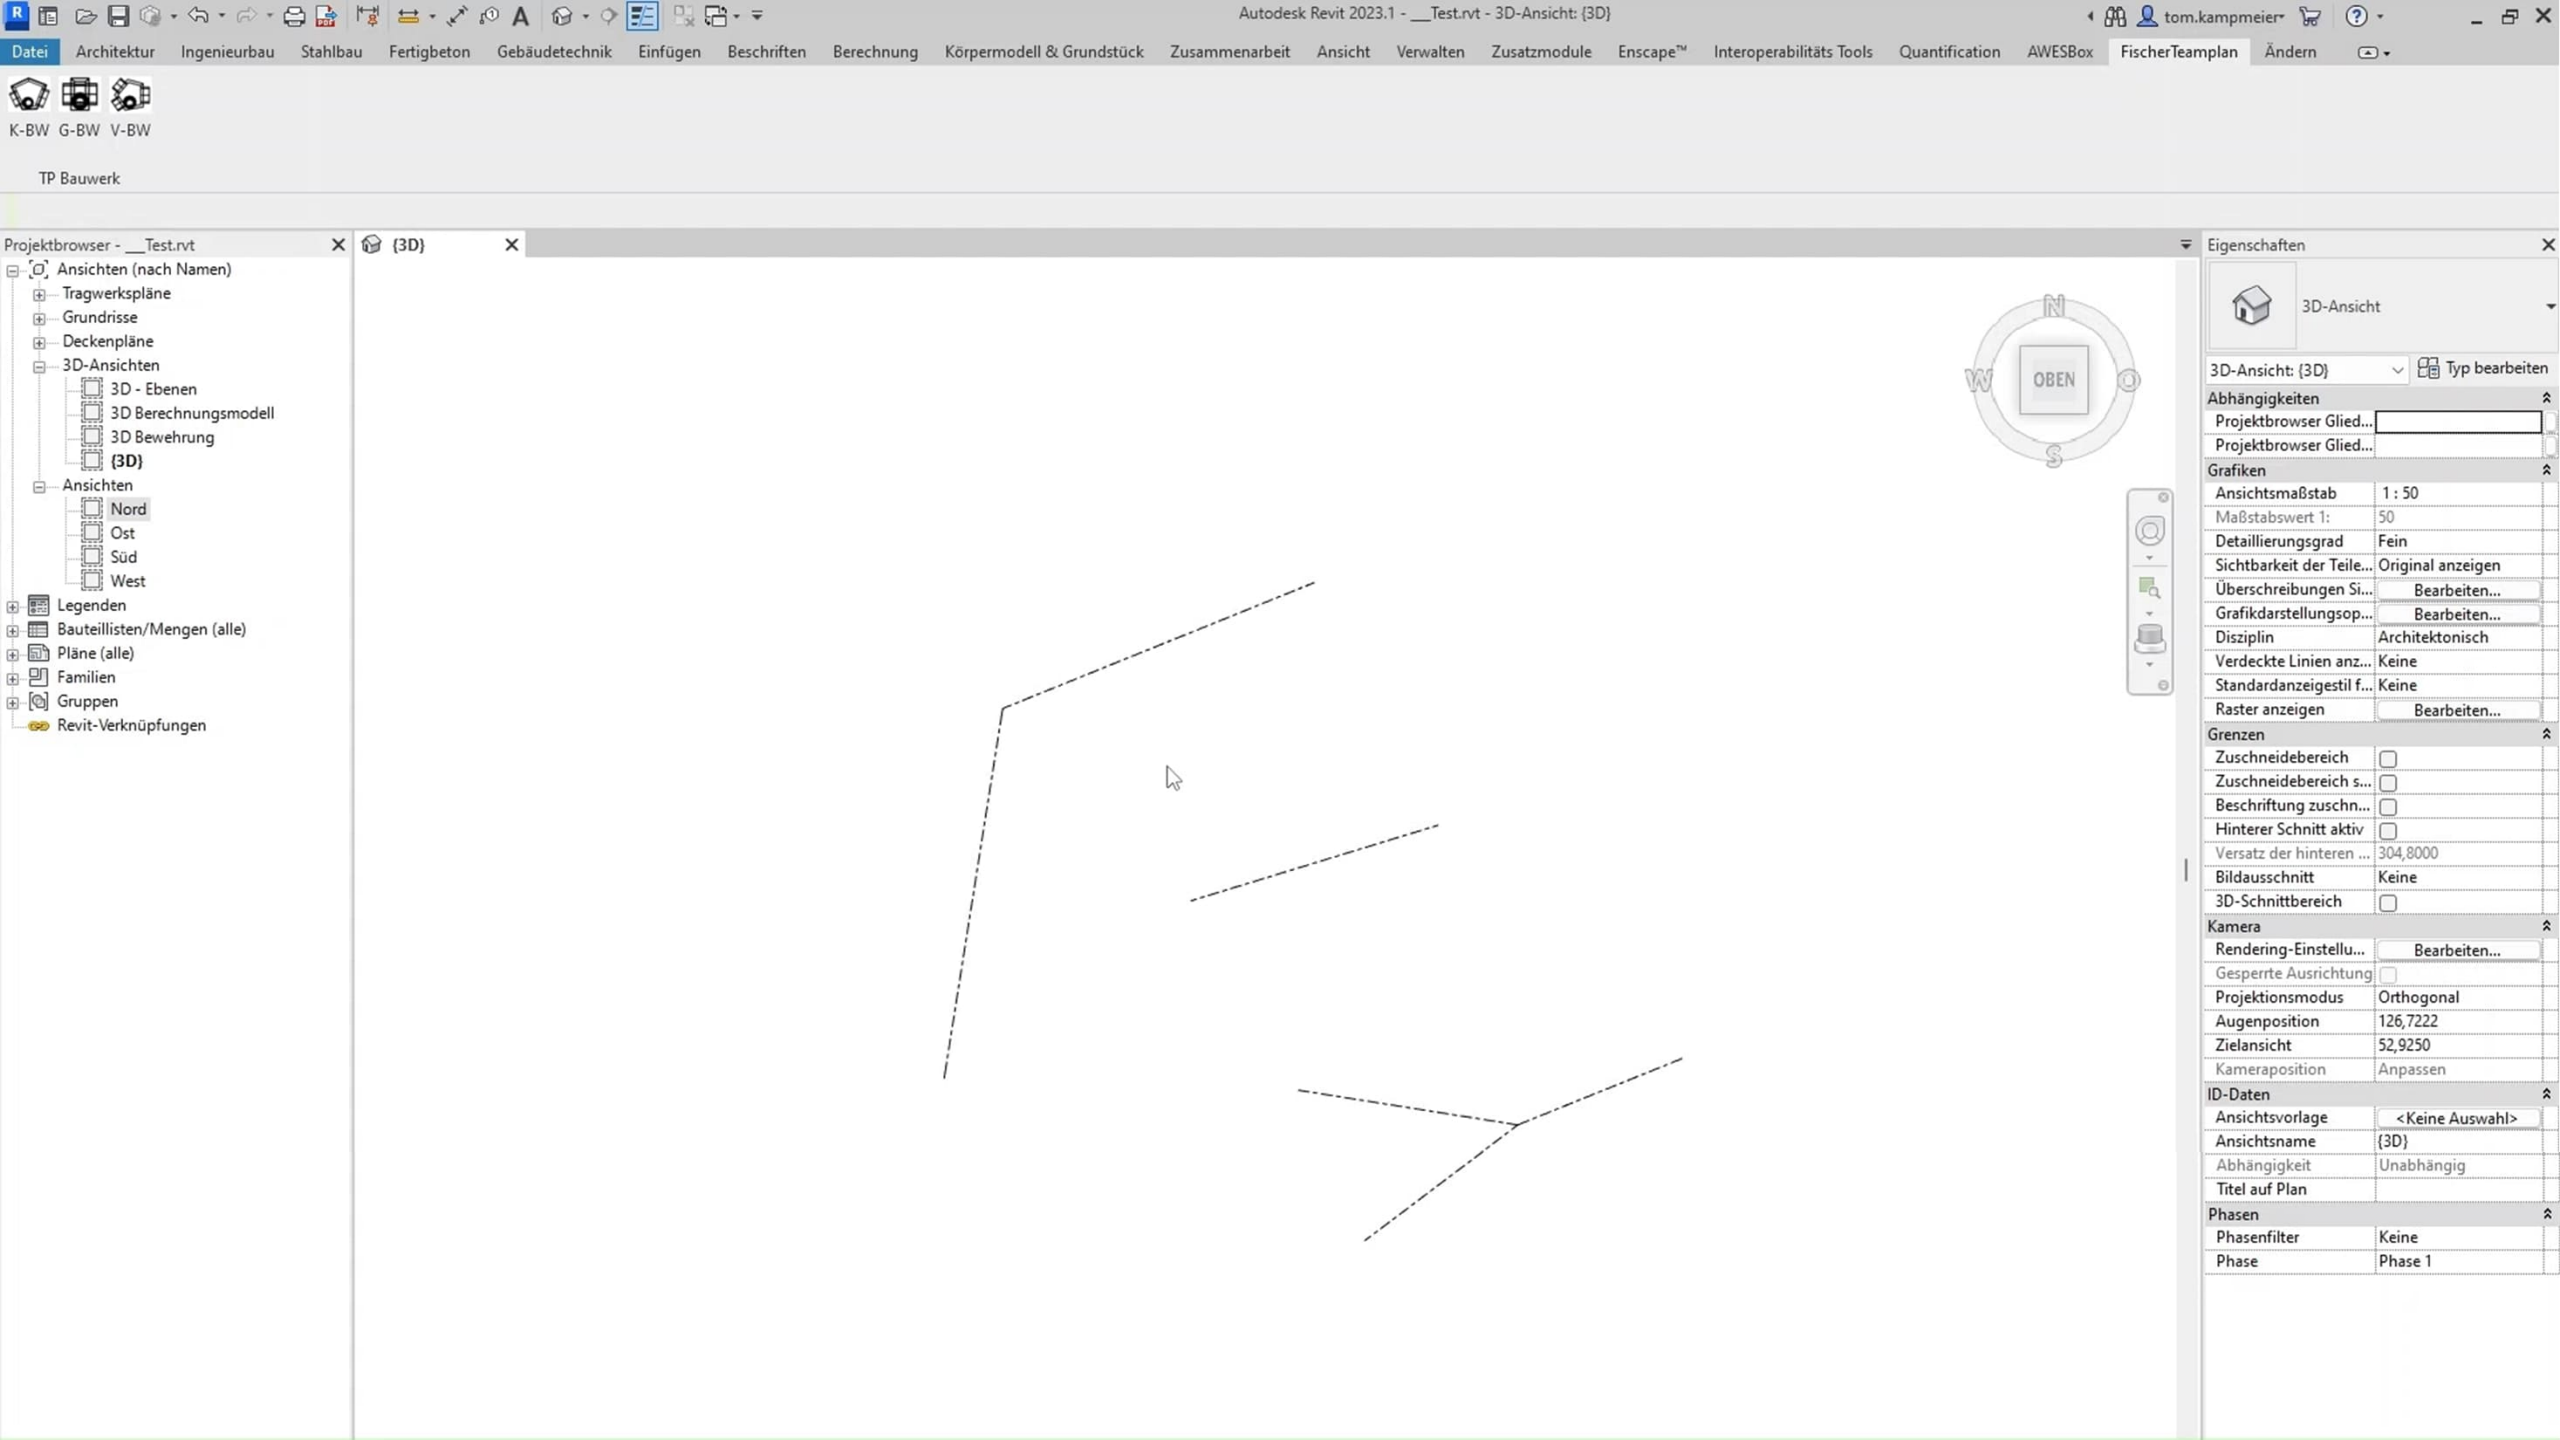 Autodesk Revit 2023.1 - __Test.rvt - 3D-Ansicht: {3D}
tom.kampmeier
Datei Architektur Ingenieurbau Stahlbau Fertigbeton Gebäudetechnik Einfügen Beschriften Berechnung Körpermodell & Grundstück Zusammenarbeit Ansicht Verwalten Zusatzmodule Enscape™ Interoperabilitäts Tools Quantification AWESBox FischerTeamplan Ändern
K-BW G-BW V-BW
TP Bauwerk
Projektbrowser - __Test.rvt
Ansichten (nach Namen)
Tragwerkspläne
Grundrisse
Deckenpläne
3D-Ansichten
3D - Ebenen
3D Berechnungsmodell
3D Bewehrung
{3D}
Ansichten
Nord
Ost
Süd
West
Legenden
Bauteillisten/Mengen (alle)
Pläne (alle)
Familien
Gruppen
Revit-Verknüpfungen
{3D}
N
W OBEN O
S
Eigenschaften
3D-Ansicht
3D-Ansicht: {3D} Typ bearbeiten
Abhängigkeiten
Projektbrowser Glied...
Projektbrowser Glied...
Grafiken
Ansichtsmaßstab 1 : 50
Maßstabswert 1: 50
Detaillierungsgrad Fein
Sichtbarkeit der Teile... Original anzeigen
Überschreibungen Si... Bearbeiten...
Grafikdarstellungsop... Bearbeiten...
Disziplin Architektonisch
Verdeckte Linien anz... Keine
Standardanzeigestil f... Keine
Raster anzeigen Bearbeiten...
Grenzen
Zuschneidebereich
Zuschneidebereich s...
Beschriftung zuschn...
Hinterer Schnitt aktiv
Versatz der hinteren ... 304,8000
Bildausschnitt Keine
3D-Schnittbereich
Kamera
Rendering-Einstellu... Bearbeiten...
Gesperrte Ausrichtung
Projektionsmodus Orthogonal
Augenposition 126,7222
Zielansicht 52,9250
Kameraposition Anpassen
ID-Daten
Ansichtsvorlage <Keine Auswahl>
Ansichtsname {3D}
Abhängigkeit Unabhängig
Titel auf Plan
Phasen
Phasenfilter Keine
Phase Phase 1